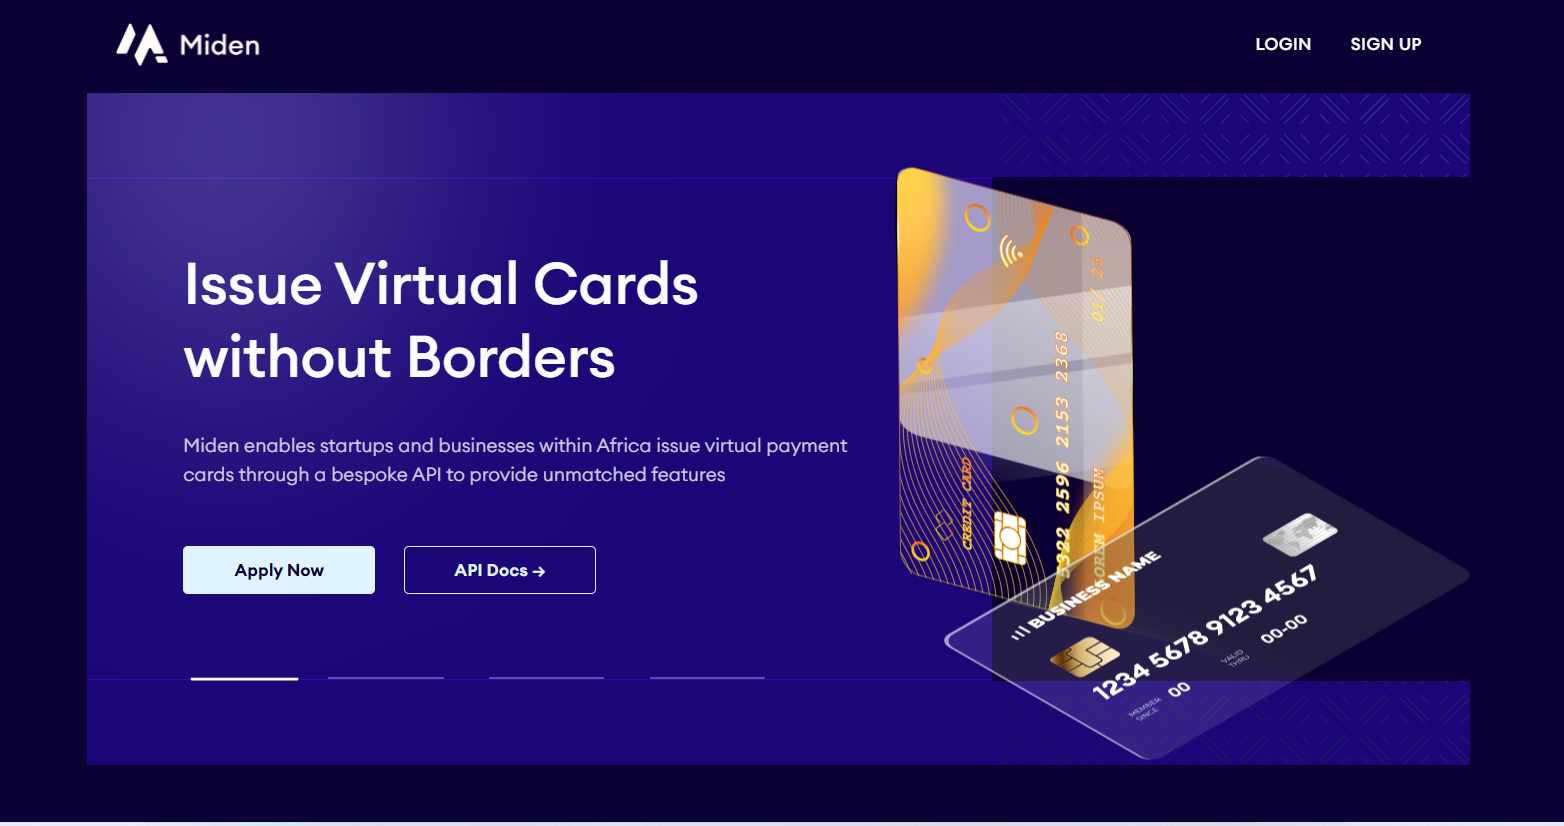 Miden
LOGIN
SIGN UP
Issue Virtual Cards
without Borders
Miden enables startups and businesses within Africa issue virtual payment
cards through a bespoke API to provide unmatched features
Apply Now
API Docs →
01/ 25
5322 2596 2153 2368
LOREM IPSUM
CREDIT CARD
BUSINESS NAME
1234 5678 9123 4567
VALID
THRU
00-00
MEMBER
SINCE
00